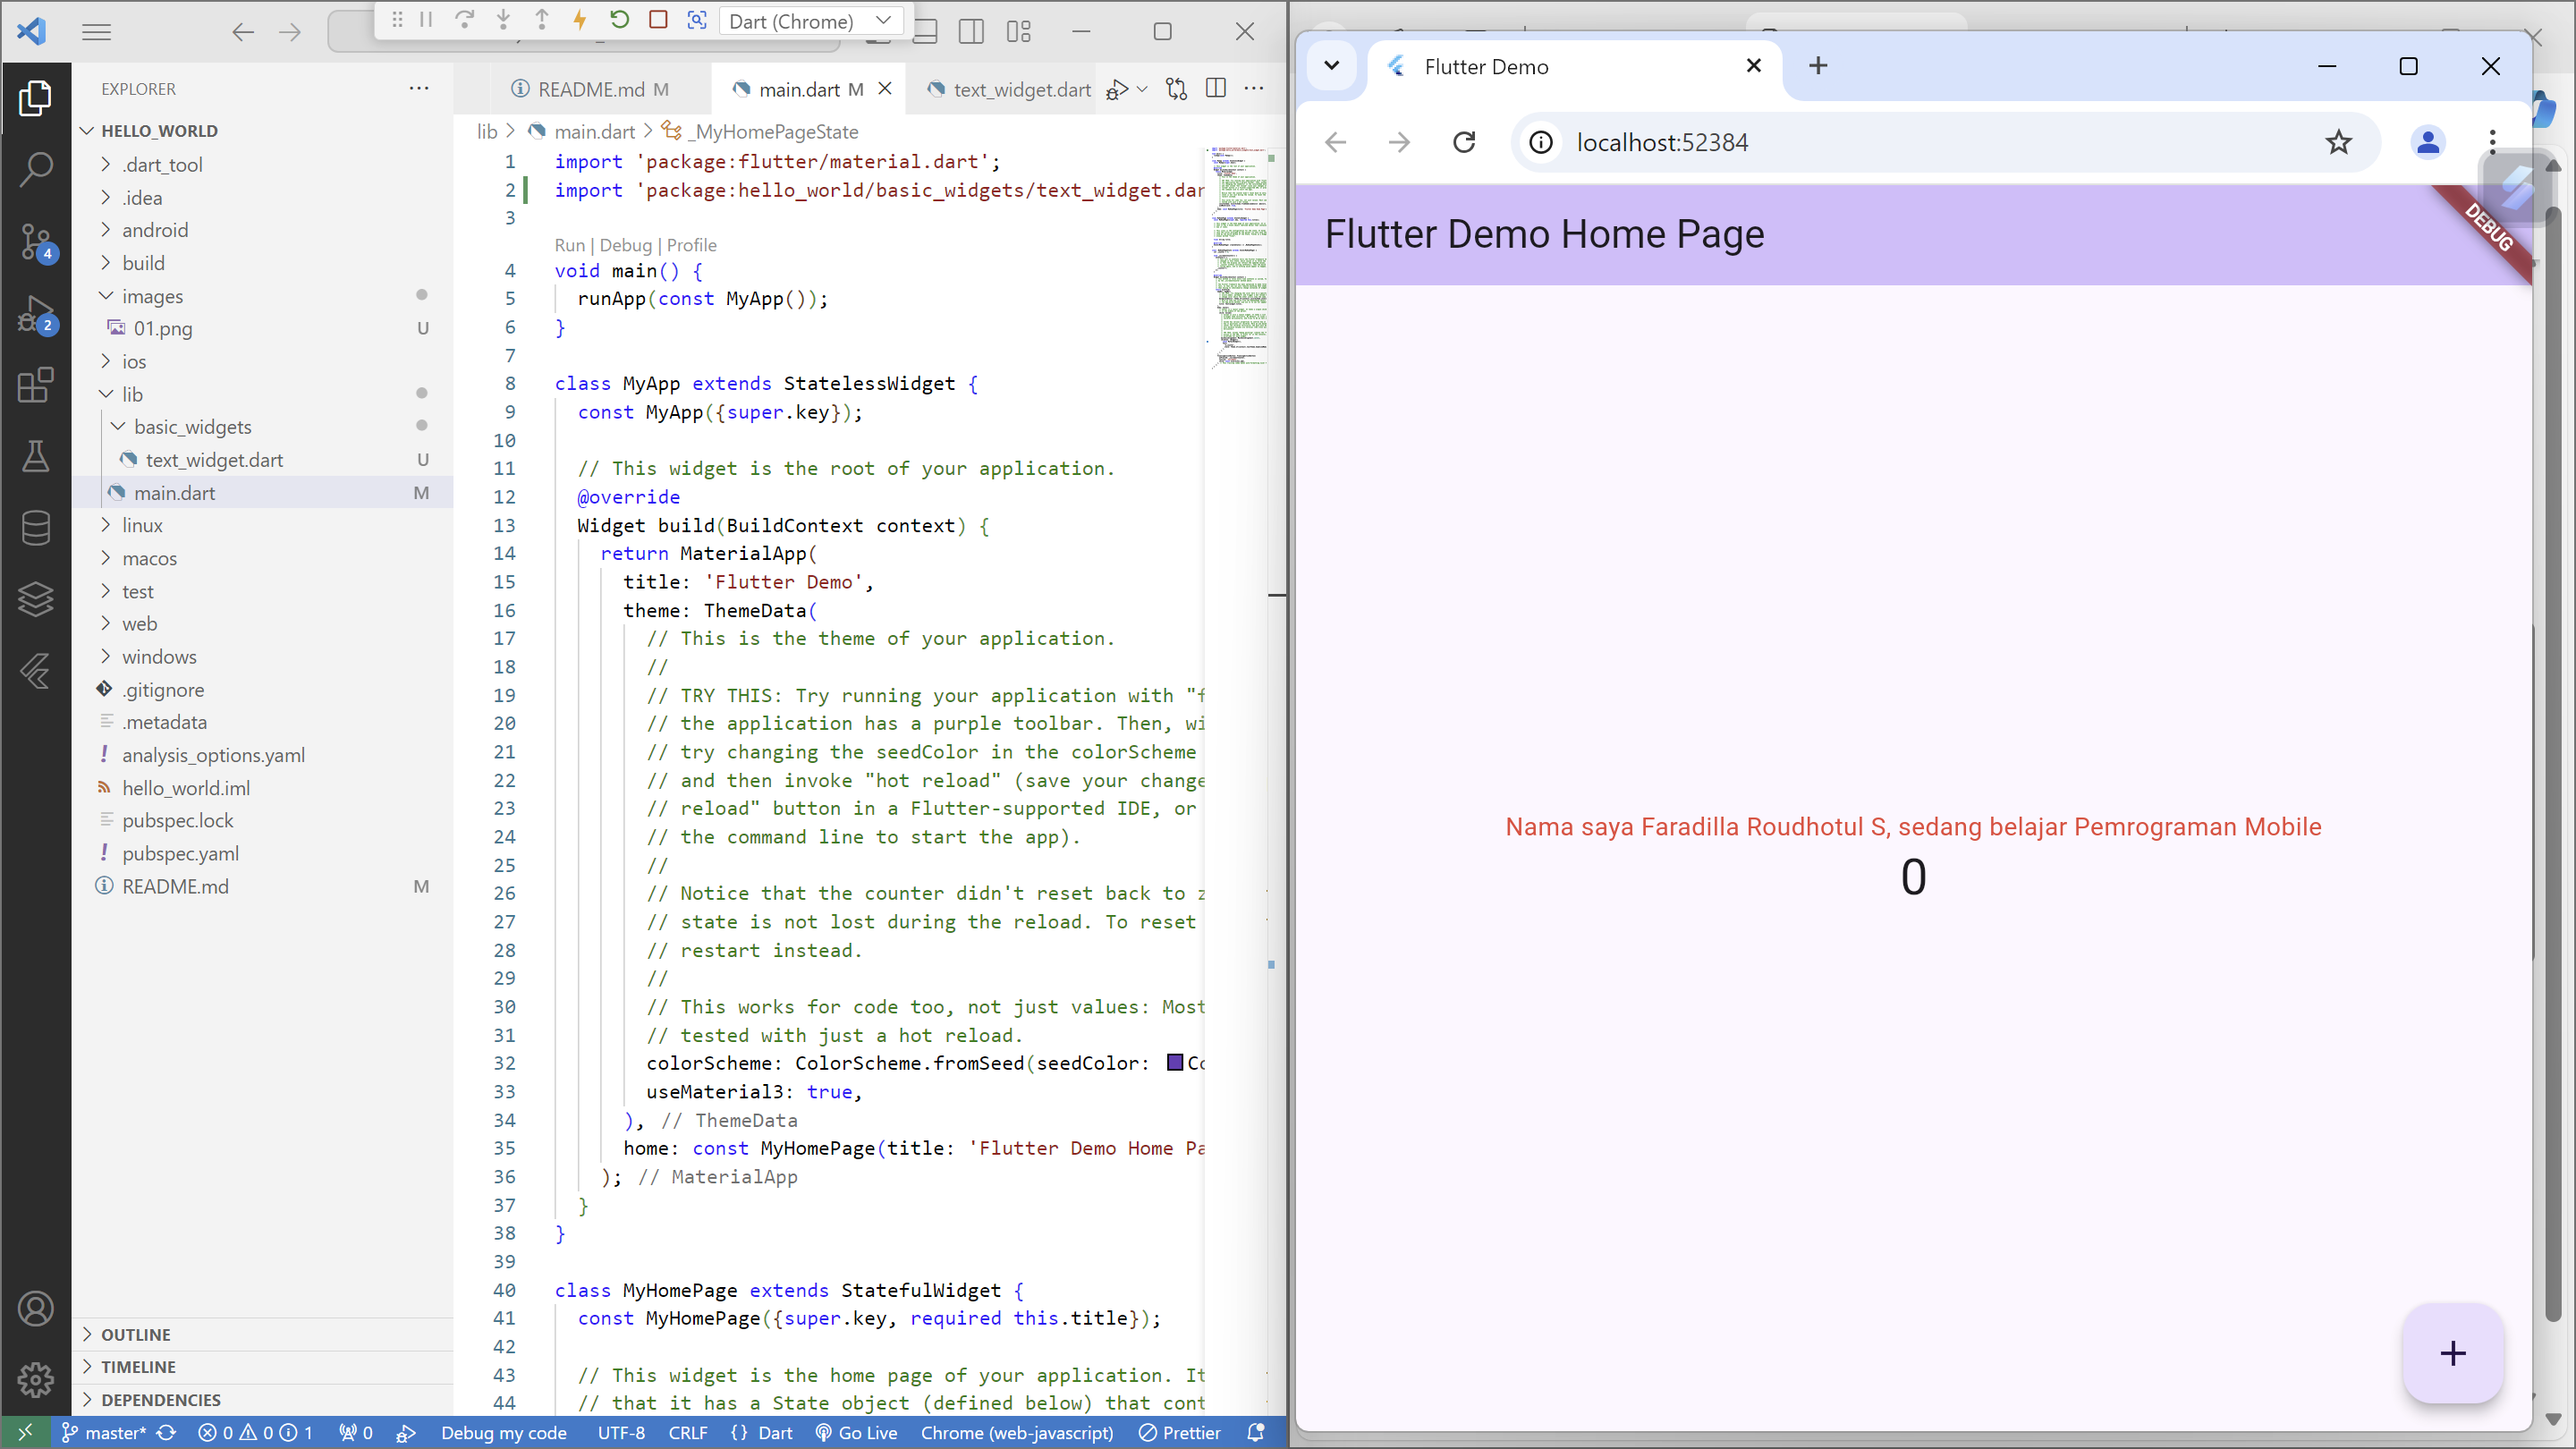 Dart (Chrome)
EXPLORER
HELLO_WORLD
.dart_tool
.idea
android
build
images
01.png U
ios
lib
basic_widgets
text_widget.dart U
main.dart M
linux
macos
test
web
windows
.gitignore
.metadata
analysis_options.yaml
hello_world.iml
pubspec.lock
pubspec.yaml
README.md M
OUTLINE
TIMELINE
DEPENDENCIES
4
2
README.md M
main.dart M
text_widget.dart
lib > main.dart > _MyHomePageState
1 import 'package:flutter/material.dart';
2 import 'package:hello_world/basic_widgets/text_widget.dar
3
Run | Debug | Profile
4 void main() {
5 runApp(const MyApp());
6 }
7
8 class MyApp extends StatelessWidget {
9 const MyApp({super.key});
10
11 // This widget is the root of your application.
12 @override
13 Widget build(BuildContext context) {
14 return MaterialApp(
15 title: 'Flutter Demo',
16 theme: ThemeData(
17 // This is the theme of your application.
18 //
19 // TRY THIS: Try running your application with "f
20 // the application has a purple toolbar. Then, wi
21 // try changing the seedColor in the colorScheme
22 // and then invoke "hot reload" (save your change
23 // reload" button in a Flutter-supported IDE, or
24 // the command line to start the app).
25 //
26 // Notice that the counter didn't reset back to z
27 // state is not lost during the reload. To reset
28 // restart instead.
29 //
30 // This works for code too, not just values: Most
31 // tested with just a hot reload.
32 colorScheme: ColorScheme.fromSeed(seedColor: Co
33 useMaterial3: true,
34 ), // ThemeData
35 home: const MyHomePage(title: 'Flutter Demo Home Pa
36 ); // MaterialApp
37 }
38 }
39
40 class MyHomePage extends StatefulWidget {
41 const MyHomePage({super.key, required this.title});
42
43 // This widget is the home page of your application. It
44 // that it has a State object (defined below) that cont
master* 0 0 1 0 Debug my code UTF-8 CRLF {} Dart Go Live Chrome (web-javascript) Prettier
Flutter Demo
localhost:52384
Flutter Demo Home Page
DEBUG
Nama saya Faradilla Roudhotul S, sedang belajar Pemrograman Mobile
0
+